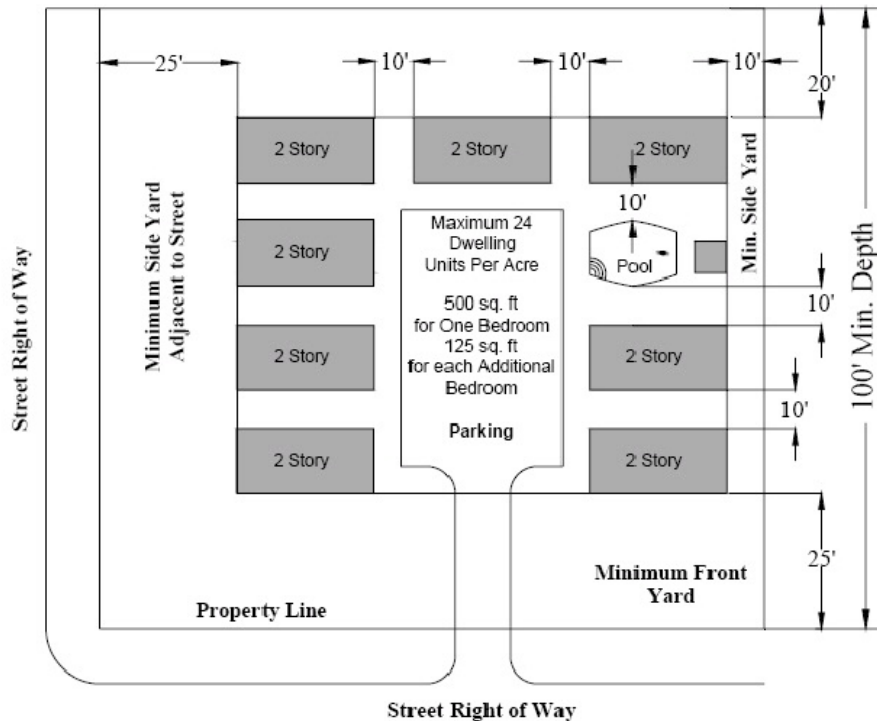 25'
10'
10'
10'
20'
2 Story
2 Story
2 Story
10'
Min. Side Yard
Minimum Side Yard
Adjacent to Street
Street Right of Way
2 Story
Maximum 24
Dwelling
Units Per Acre
500 sq. ft
for One Bedroom
125 sq. ft
for each Additional
Bedroom
Parking
Pool
10'
100' Min. Depth
2 Story
2 Story
10'
2 Story
2 Story
25'
Minimum Front
Yard
Property Line
Street Right of Way